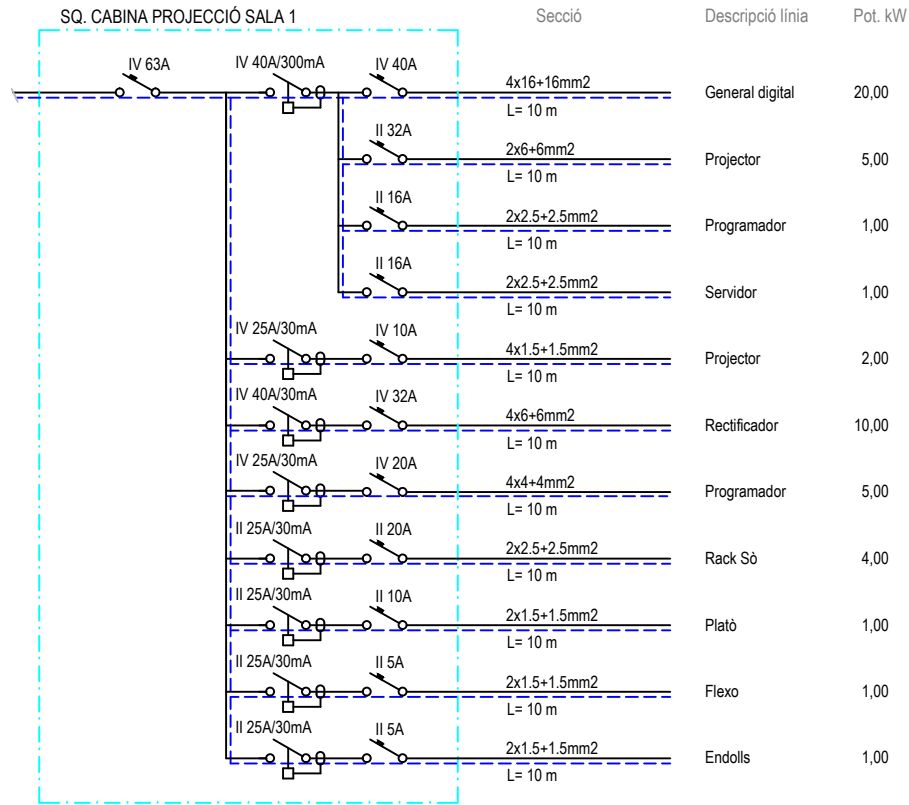 SQ. CABINA PROJECCIÓ SALA 1 Secció Descripció línia Pot. kW
IV 63A IV 40A/300mA IV 40A 4x16+16mm2 General digital 20,00
L= 10 m
II 32A 2x6+6mm2 Projector 5,00
L= 10 m
II 16A 2x2.5+2.5mm2 Programador 1,00
L= 10 m
II 16A 2x2.5+2.5mm2 Servidor 1,00
L= 10 m
IV 25A/30mA IV 10A 4x1.5+1.5mm2 Projector 2,00
L= 10 m
IV 40A/30mA IV 32A 4x6+6mm2 Rectificador 10,00
L= 10 m
IV 25A/30mA IV 20A 4x4+4mm2 Programador 5,00
L= 10 m
II 25A/30mA II 20A 2x2.5+2.5mm2 Rack Sò 4,00
L= 10 m
II 25A/30mA II 10A 2x1.5+1.5mm2 Platò 1,00
L= 10 m
II 25A/30mA II 5A 2x1.5+1.5mm2 Flexo 1,00
L= 10 m
II 25A/30mA II 5A 2x1.5+1.5mm2 Endolls 1,00
L= 10 m